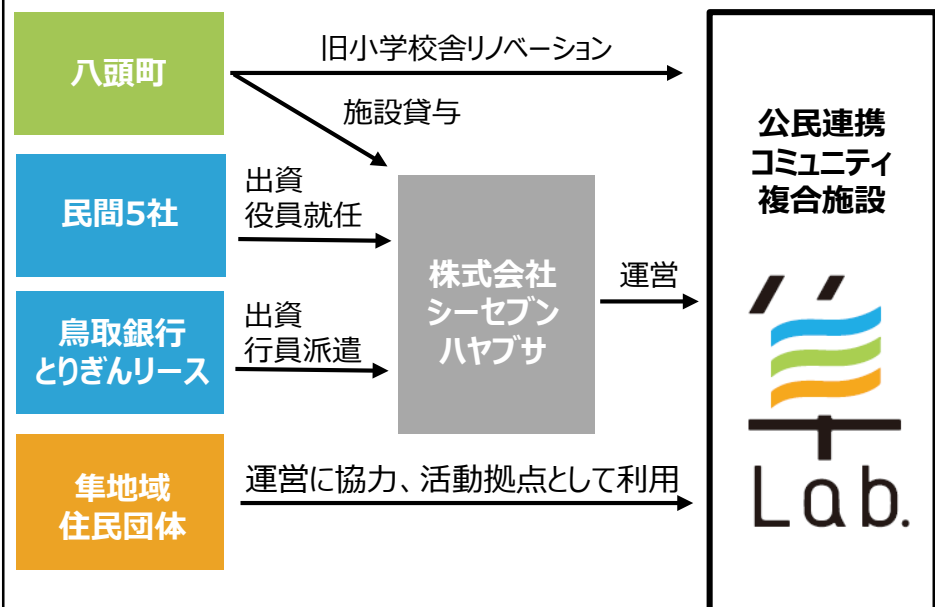 八頭町
旧小学校舎リノベーション
施設貸与
民間5社
出資
役員就任
鳥取銀行
とりぎんリース
出資
行員派遣
株式会社
シーセブン
ハヤブサ
運営
隼地域
住民団体
運営に協力、活動拠点として利用
公民連携
コミュニティ
複合施設
隼
Lab.